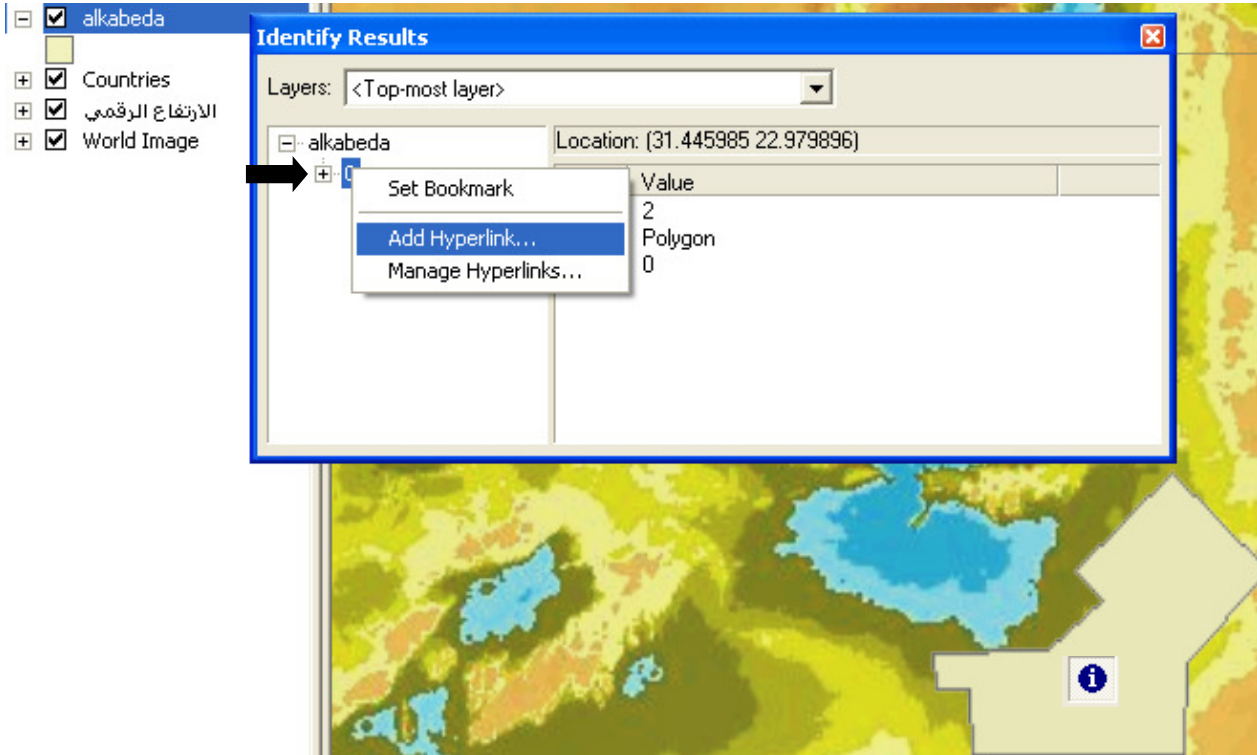 alkabeda
Countries
الارتفاع الرقمي
World Image
Identify Results
Layers: <Top-most layer>
alkabeda
Location: (31.445985 22.979896)
0
Set Bookmark
Add Hyperlink...
Manage Hyperlinks...
Value
2
Polygon
0